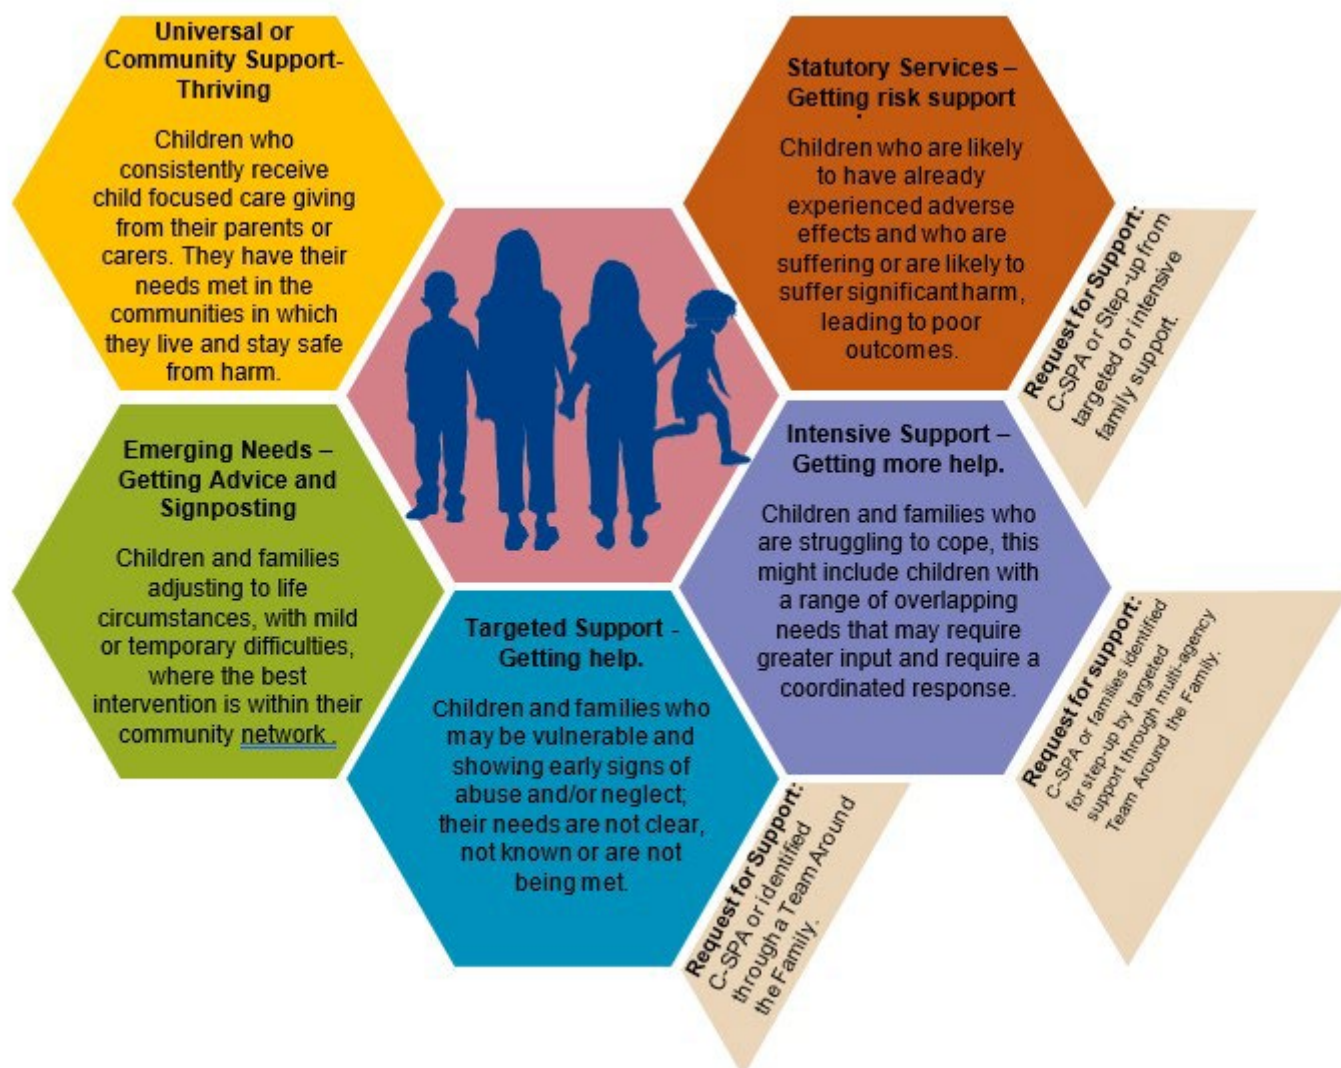 Universal or
Community Support-
Thriving
Children who
consistently receive
child focused care giving
from their parents or
carers. They have their
needs met in the
communities in which
they live and stay safe
from harm.
Emerging Needs –
Getting Advice and
Signposting
Children and families
adjusting to life
circumstances, with mild
or temporary difficulties,
where the best
intervention is within their
community network .
Targeted Support -
Getting help.
Children and families who
may be vulnerable and
showing early signs of
abuse and/or neglect;
their needs are not clear,
not known or are not
being met.
Request for Support:
C-SPA or identified
through a Team Around
the Family.
Intensive Support –
Getting more help.
Children and families who
are struggling to cope, this
might include children with
a range of overlapping
needs that may require
greater input and require a
coordinated response.
Request for support:
C-SPA or families identified
for step-up by targeted
support through multi-agency
Team Around the Family.
Statutory Services –
Getting risk support
.
Children who are likely
to have already
experienced adverse
effects and who are
suffering or are likely to
suffer significant harm,
leading to poor
outcomes.
Request for Support:
C-SPA or Step-up from
targeted or intensive
family support.